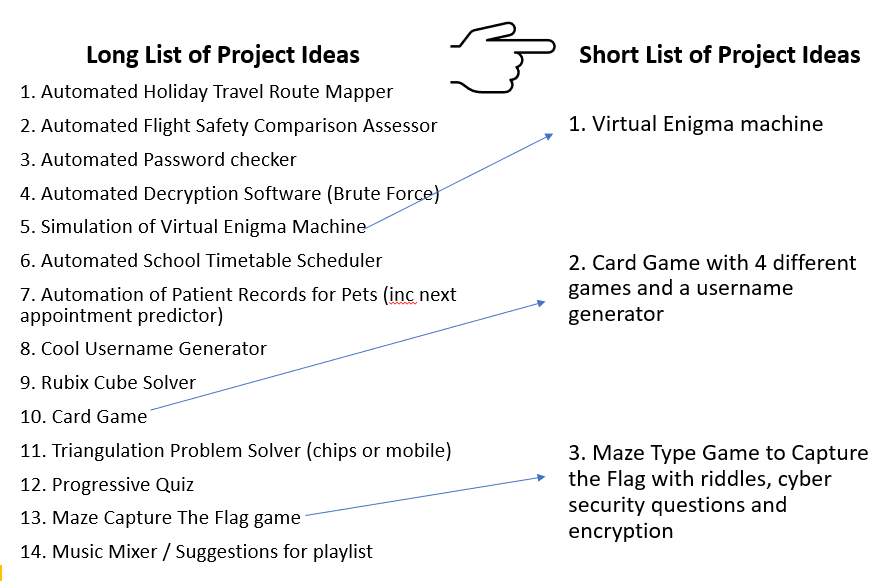 Long List of Project Ideas
1. Automated Holiday Travel Route Mapper
2. Automated Flight Safety Comparison Assessor
3. Automated Password checker
4. Automated Decryption Software (Brute Force)
5. Simulation of Virtual Enigma Machine
6. Automated School Timetable Scheduler
7. Automation of Patient Records for Pets (inc next
appointment predictor)
8. Cool Username Generator
9. Rubix Cube Solver
10. Card Game
11. Triangulation Problem Solver (chips or mobile)
12. Progressive Quiz
13. Maze Capture The Flag game
14. Music Mixer / Suggestions for playlist
Short List of Project Ideas
1. Virtual Enigma machine
2. Card Game with 4 different
games and a username
generator
3. Maze Type Game to Capture
the Flag with riddles, cyber
security questions and
encryption